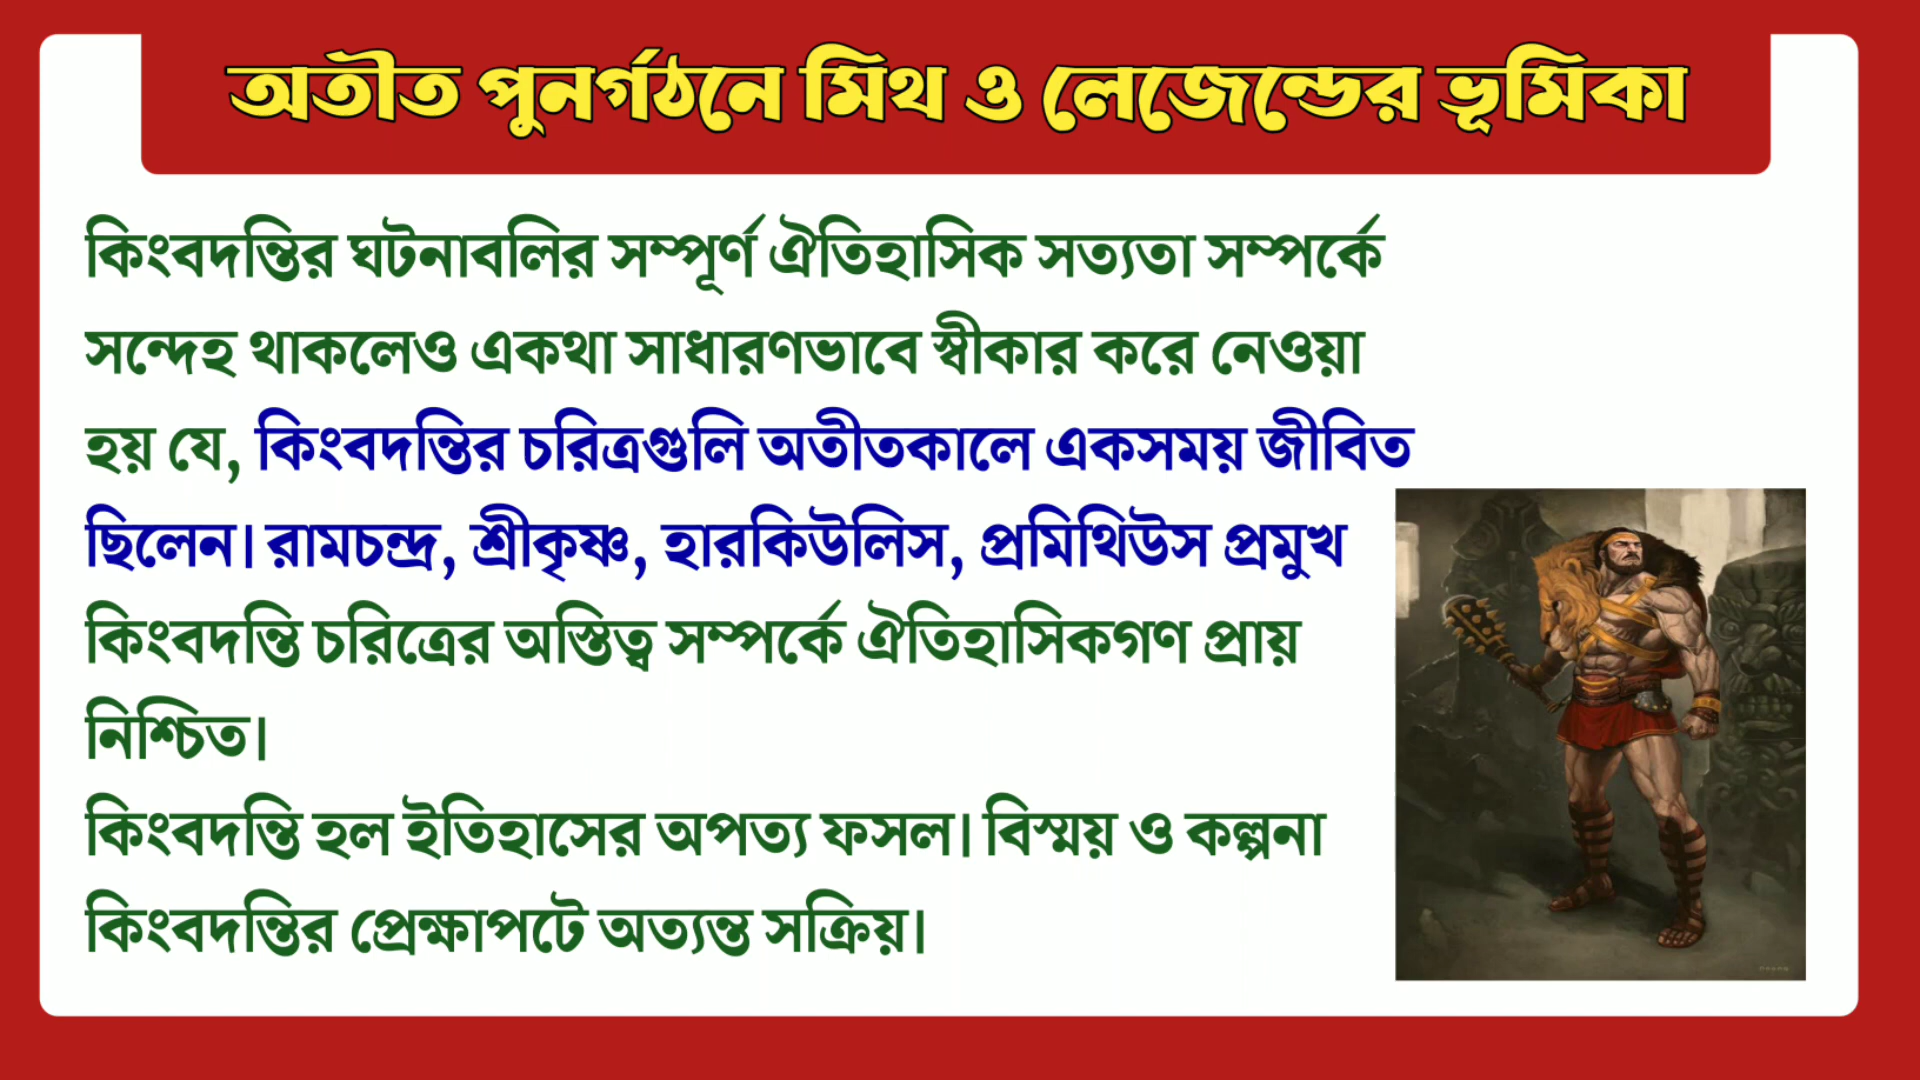 অতীত পুনর্গঠনে মিথ ও লেজেন্ডের ভূমিকা
কিংবদন্তির ঘটনাবলির সম্পূর্ণ ঐতিহাসিক সত্যতা সম্পর্কে
সন্দেহ থাকলেও একথা সাধারণভাবে স্বীকার করে নেওয়া
হয় যে, কিংবদন্তির চরিত্রগুলি অতীতকালে একসময় জীবিত
ছিলেন। রামচন্দ্র, শ্রীকৃষ্ণ, হারকিউলিস, প্রমিথিউস প্রমুখ
কিংবদন্তি চরিত্রের অস্তিত্ব সম্পর্কে ঐতিহাসিকগণ প্রায়
নিশ্চিত।
কিংবদন্তি হল ইতিহাসের অপত্য ফসল। বিস্ময় ও কল্পনা
কিংবদন্তির প্রেক্ষাপটে অত্যন্ত সক্রিয়।